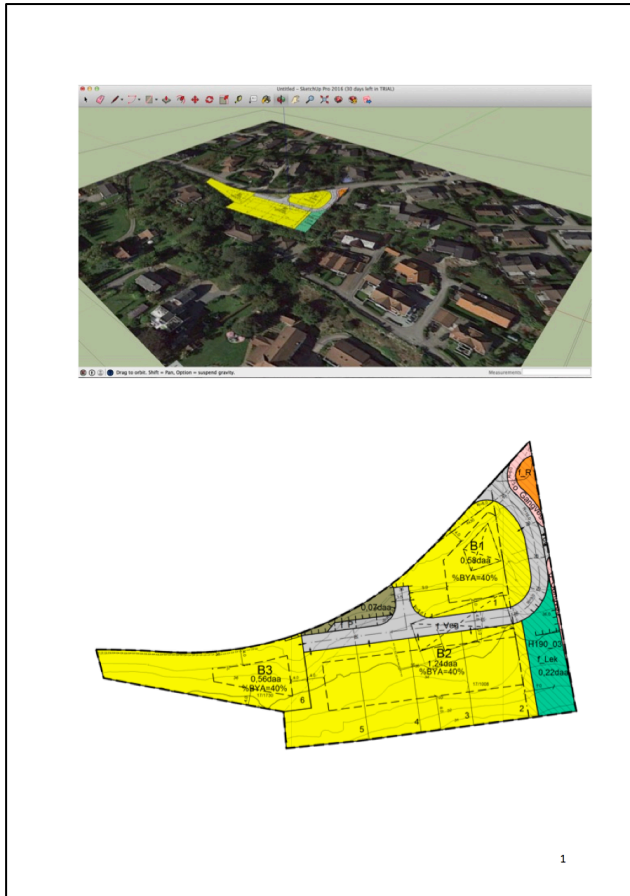 Untitled - SketchUp Pro 2016 (30 days left in TRIAL)
Drag to orbit. Shift = Pan, Option = suspend gravity.
Measurements
f_R
B1
0,58daa
%BYA=40%
0,07daa
1
f_Veg
B2
1,24daa
%BYA=40%
H190_03
f_Lek
0,22daa
B3
0,56daa
%BYA=40%
6
5
4
3
2
1